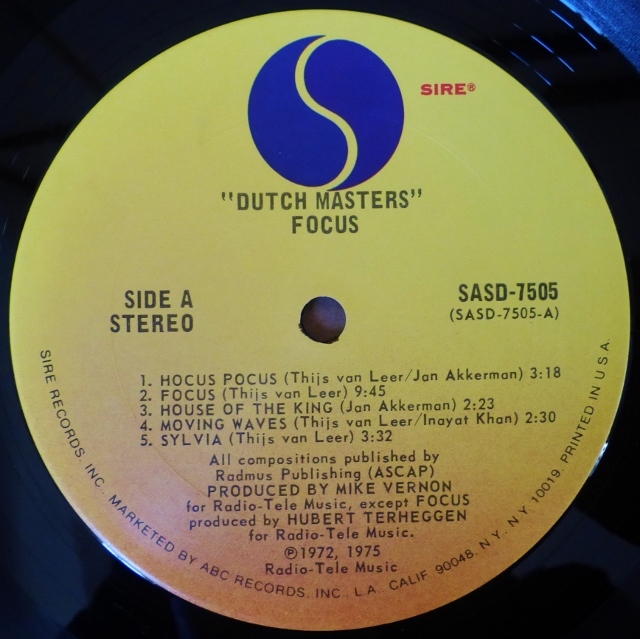 SIRE®
"DUTCH MASTERS"
FOCUS
SIDE A
STEREO
SASD-7505
(SASD-7505-A)
1. HOCUS POCUS (Thijs van Leer/Jan Akkerman) 3:18
2. FOCUS (Thijs van Leer) 9:45
3. HOUSE OF THE KING (Jan Akkerman) 2:23
4. MOVING WAVES (Thijs van Leer/Inayat Khan) 2:30
5. SYLVIA (Thijs van Leer) 3:32
All compositions published by
Radmus Publishing (ASCAP)
PRODUCED BY MIKE VERNON
for Radio-Tele Music, except FOCUS
produced by HUBERT TERHEGGEN
for Radio-Tele Music.
℗1972, 1975
Radio-Tele Music
SIRE RECORDS, INC., MARKETED BY ABC RECORDS, INC., L.A., CALIF. 90048, N.Y., N.Y. 10019. PRINTED IN U.S.A.